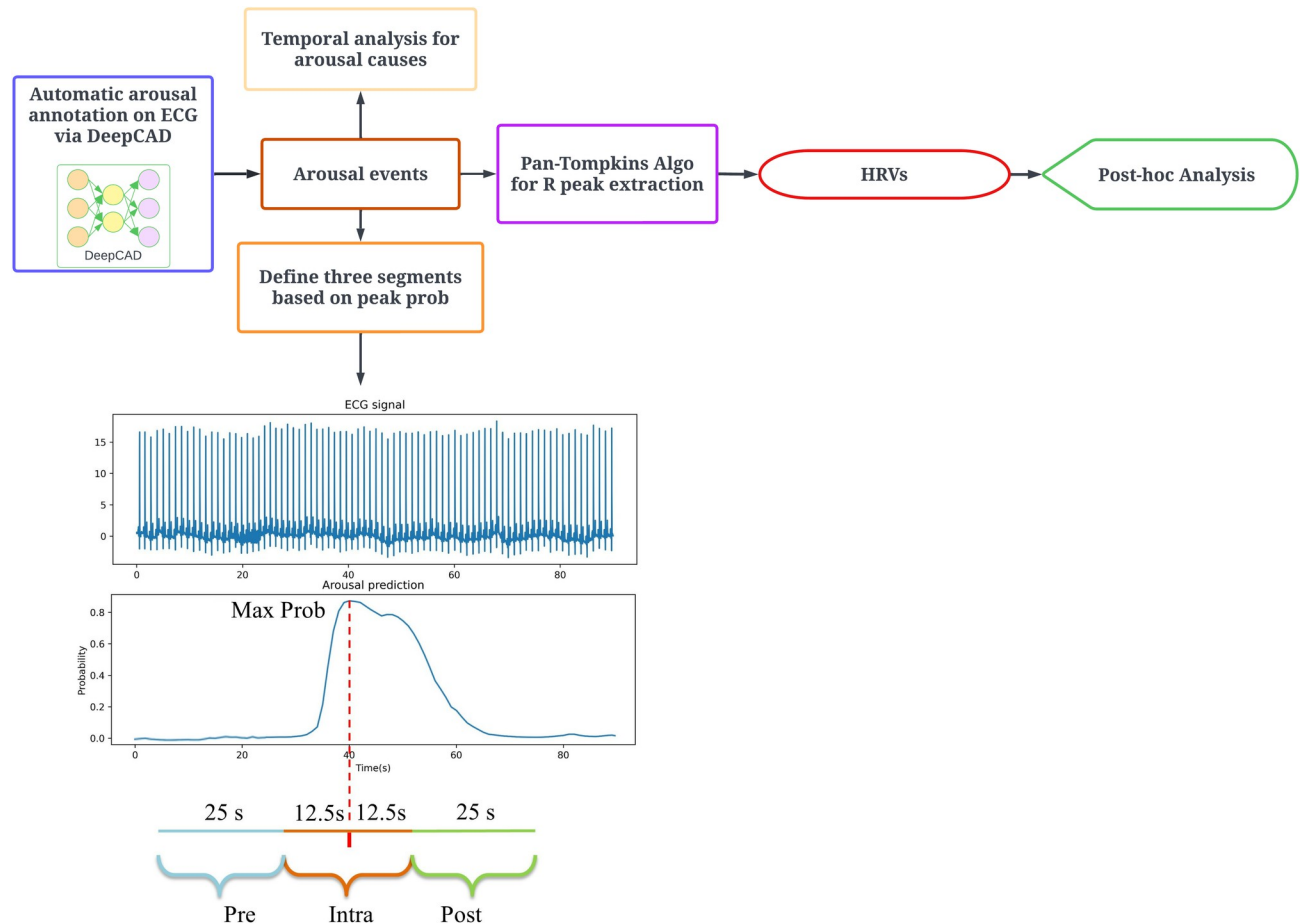 Temporal analysis for
arousal causes
Automatic arousal
annotation on ECG
via DeepCAD
DeepCAD
Arousal events
Pan-Tompkins Algo
for R peak extraction
HRVs
Post-hoc Analysis
Define three segments
based on peak prob
ECG signal
15
10
5
0
0 20 40 60 80
Arousal prediction
Max Prob
Probability
0.8
0.6
0.4
0.2
0.0
0 20 40 60 80
Time(s)
25 s 12.5s 12.5s 25 s
Pre Intra Post